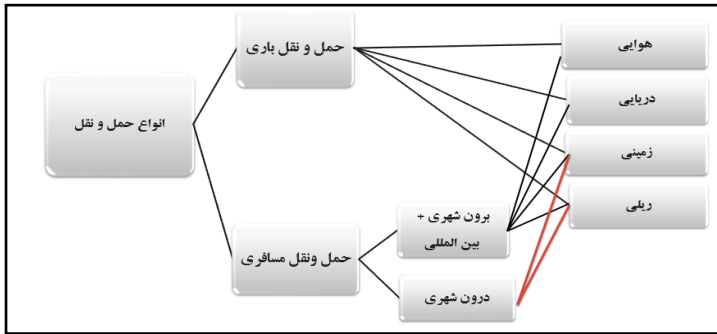 انواع حمل و نقل
حمل و نقل باری
حمل ونقل مسافری
برون شهری +
بین المللی
درون شهری
هوایی
دریایی
زمینی
ریلی